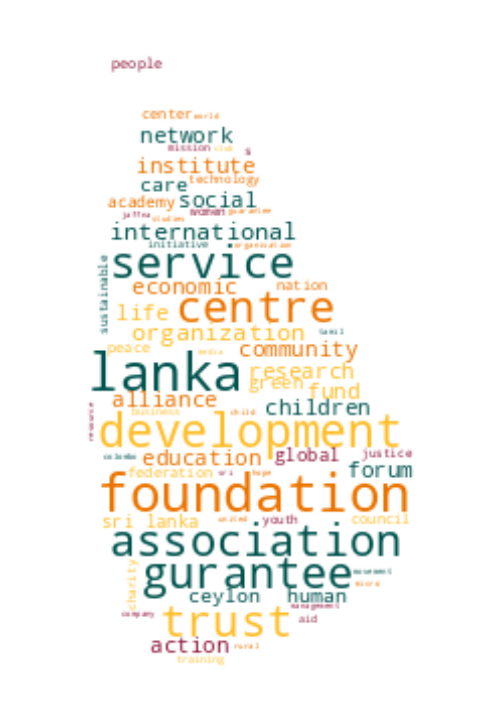 people
center world
network
mission club s
institute
care technology
academy social
jaffna studies women guarantee
international
initiative organisation
service
sustainable
economic nation
life centre
organization tamil
peace media community
lanka research
green fund
alliance children
business child
resource development
colombo education global justice
federation sri hope forum
foundation
sri lanka united youth council
association
charity gurantee movement
micro
ceylon human
company management
trust aid
action rural
training